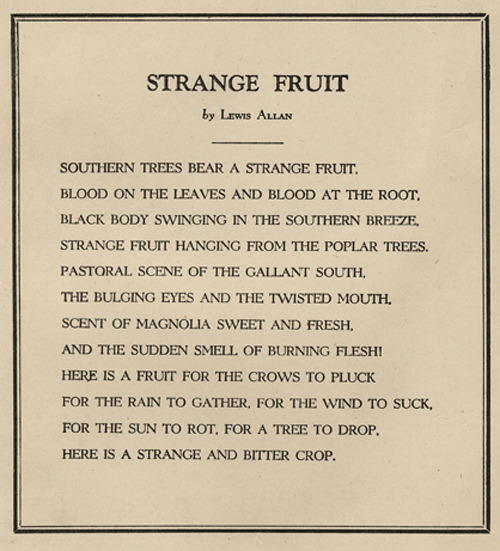 STRANGE FRUIT
by LEWIS ALLAN
SOUTHERN TREES BEAR A STRANGE FRUIT,
BLOOD ON THE LEAVES AND BLOOD AT THE ROOT,
BLACK BODY SWINGING IN THE SOUTHERN BREEZE,
STRANGE FRUIT HANGING FROM THE POPLAR TREES.
PASTORAL SCENE OF THE GALLANT SOUTH,
THE BULGING EYES AND THE TWISTED MOUTH,
SCENT OF MAGNOLIA SWEET AND FRESH,
AND THE SUDDEN SMELL OF BURNING FLESH!
HERE IS A FRUIT FOR THE CROWS TO PLUCK
FOR THE RAIN TO GATHER, FOR THE WIND TO SUCK,
FOR THE SUN TO ROT, FOR A TREE TO DROP,
HERE IS A STRANGE AND BITTER CROP.